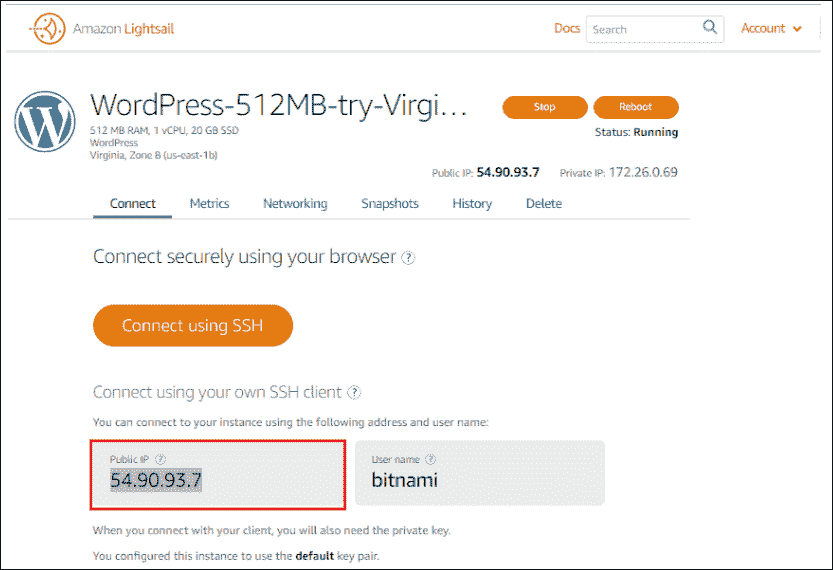 Amazon Lightsail
Docs
Search
Account
WordPress-512MB-try-Virgi...
Stop
Reboot
512 MB RAM, 1 vCPU, 20 GB SSD
Status: Running
WordPress
Virginia, Zone B (us-east-1b)
Public IP: 54.90.93.7 Private IP: 172.26.0.69
Connect Metrics Networking Snapshots History Delete
Connect securely using your browser ?
Connect using SSH
Connect using your own SSH client ?
You can connect to your instance using the following address and user name:
Public IP ?
54.90.93.7
User name ?
bitnami
When you connect with your client, you will also need the private key.
You configured this instance to use the default key pair.